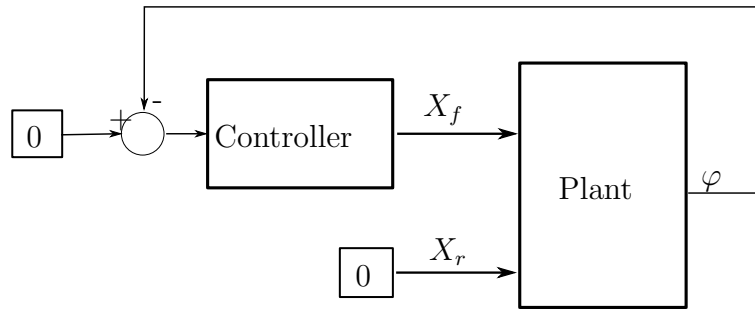 -
+
0
Controller
X_f
Plant
φ
0
X_r